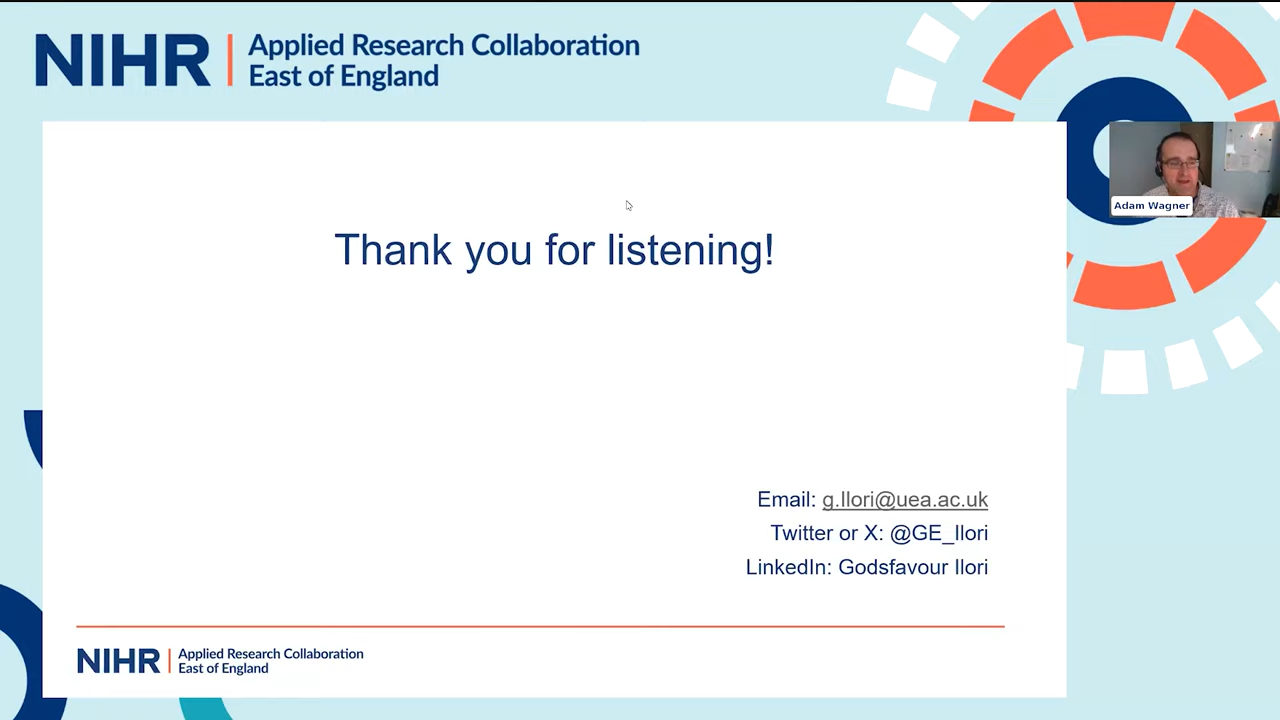 NIHR | Applied Research Collaboration
East of England
Adam Wagner
Thank you for listening!
Email: g.Ilori@uea.ac.uk
Twitter or X: @GE_Ilori
LinkedIn: Godsfavour Ilori
NIHR | Applied Research Collaboration
East of England